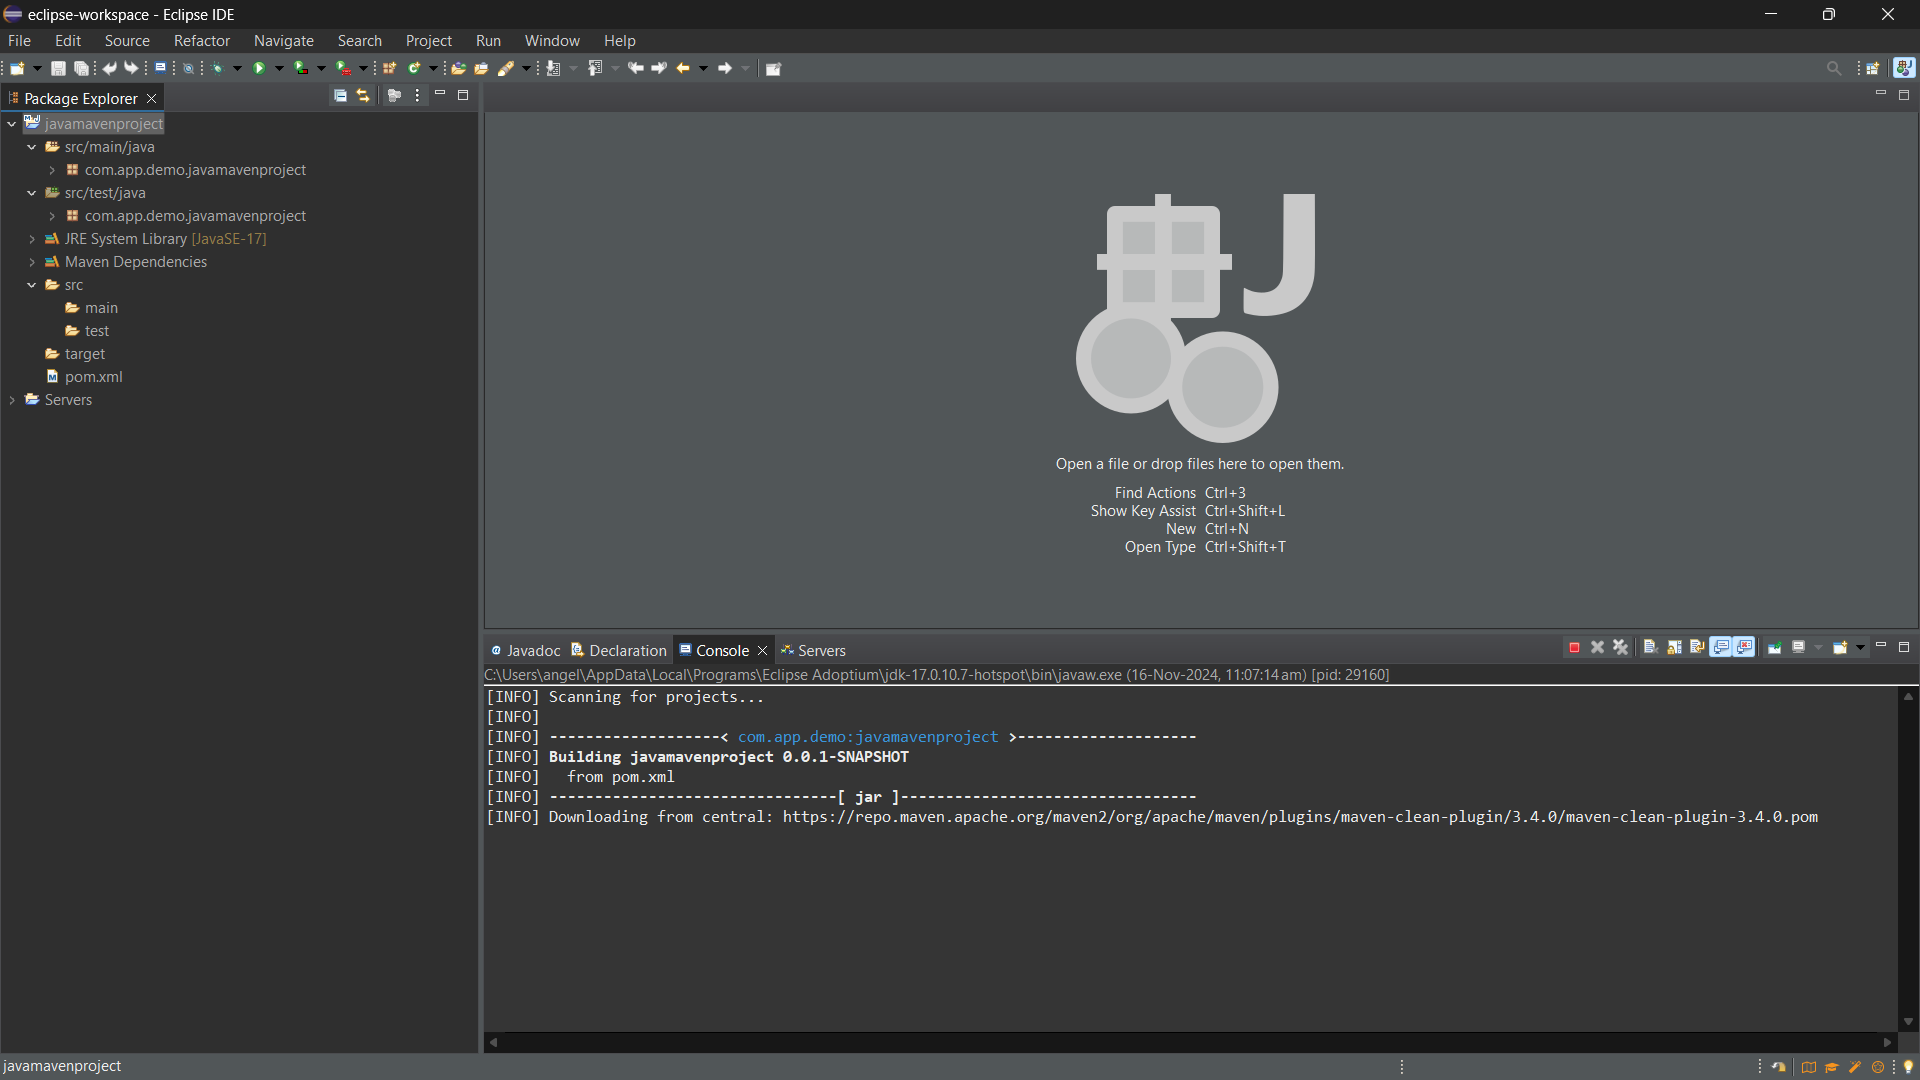 eclipse-workspace - Eclipse IDE
File Edit Source Refactor Navigate Search Project Run Window Help
Package Explorer
javamavenproject
src/main/java
com.app.demo.javamavenproject
src/test/java
com.app.demo.javamavenproject
JRE System Library [JavaSE-17]
Maven Dependencies
src
main
test
target
pom.xml
Servers
J
Open a file or drop files here to open them.
Find Actions Ctrl+3
Show Key Assist Ctrl+Shift+L
New Ctrl+N
Open Type Ctrl+Shift+T
Javadoc Declaration Console Servers
C:\Users\angel\AppData\Local\Programs\Eclipse Adoptium\jdk-17.0.10.7-hotspot\bin\javaw.exe (16-Nov-2024, 11:07:14 am) [pid: 29160]
[INFO] Scanning for projects...
[INFO]
[INFO] -------------------< com.app.demo:javamavenproject >--------------------
[INFO] Building javamavenproject 0.0.1-SNAPSHOT
[INFO]   from pom.xml
[INFO] --------------------------------[ jar ]---------------------------------
[INFO] Downloading from central: https://repo.maven.apache.org/maven2/org/apache/maven/plugins/maven-clean-plugin/3.4.0/maven-clean-plugin-3.4.0.pom
javamavenproject